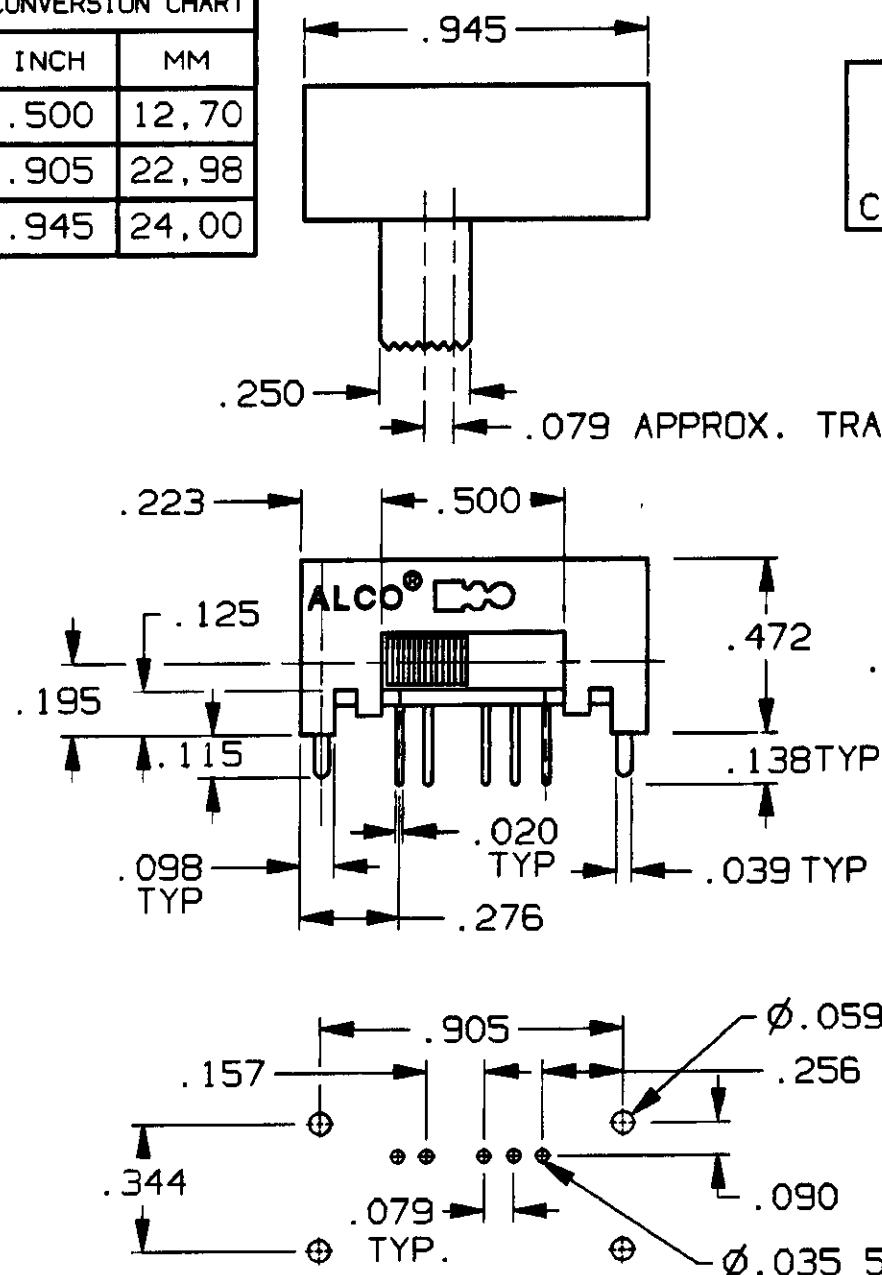 CONVERSION CHART
INCH MM
.500 12,70
.905 22,98
.945 24,00
.945
C
.250
.079 APPROX. TRA
.223
.500
ALCO®
.125
.472
.195
.115
.138 TYP
.020
TYP
.098
TYP
.039 TYP
.276
.905
Ø.059
.157
.256
.344
.090
.079
TYP.
Ø.035 5